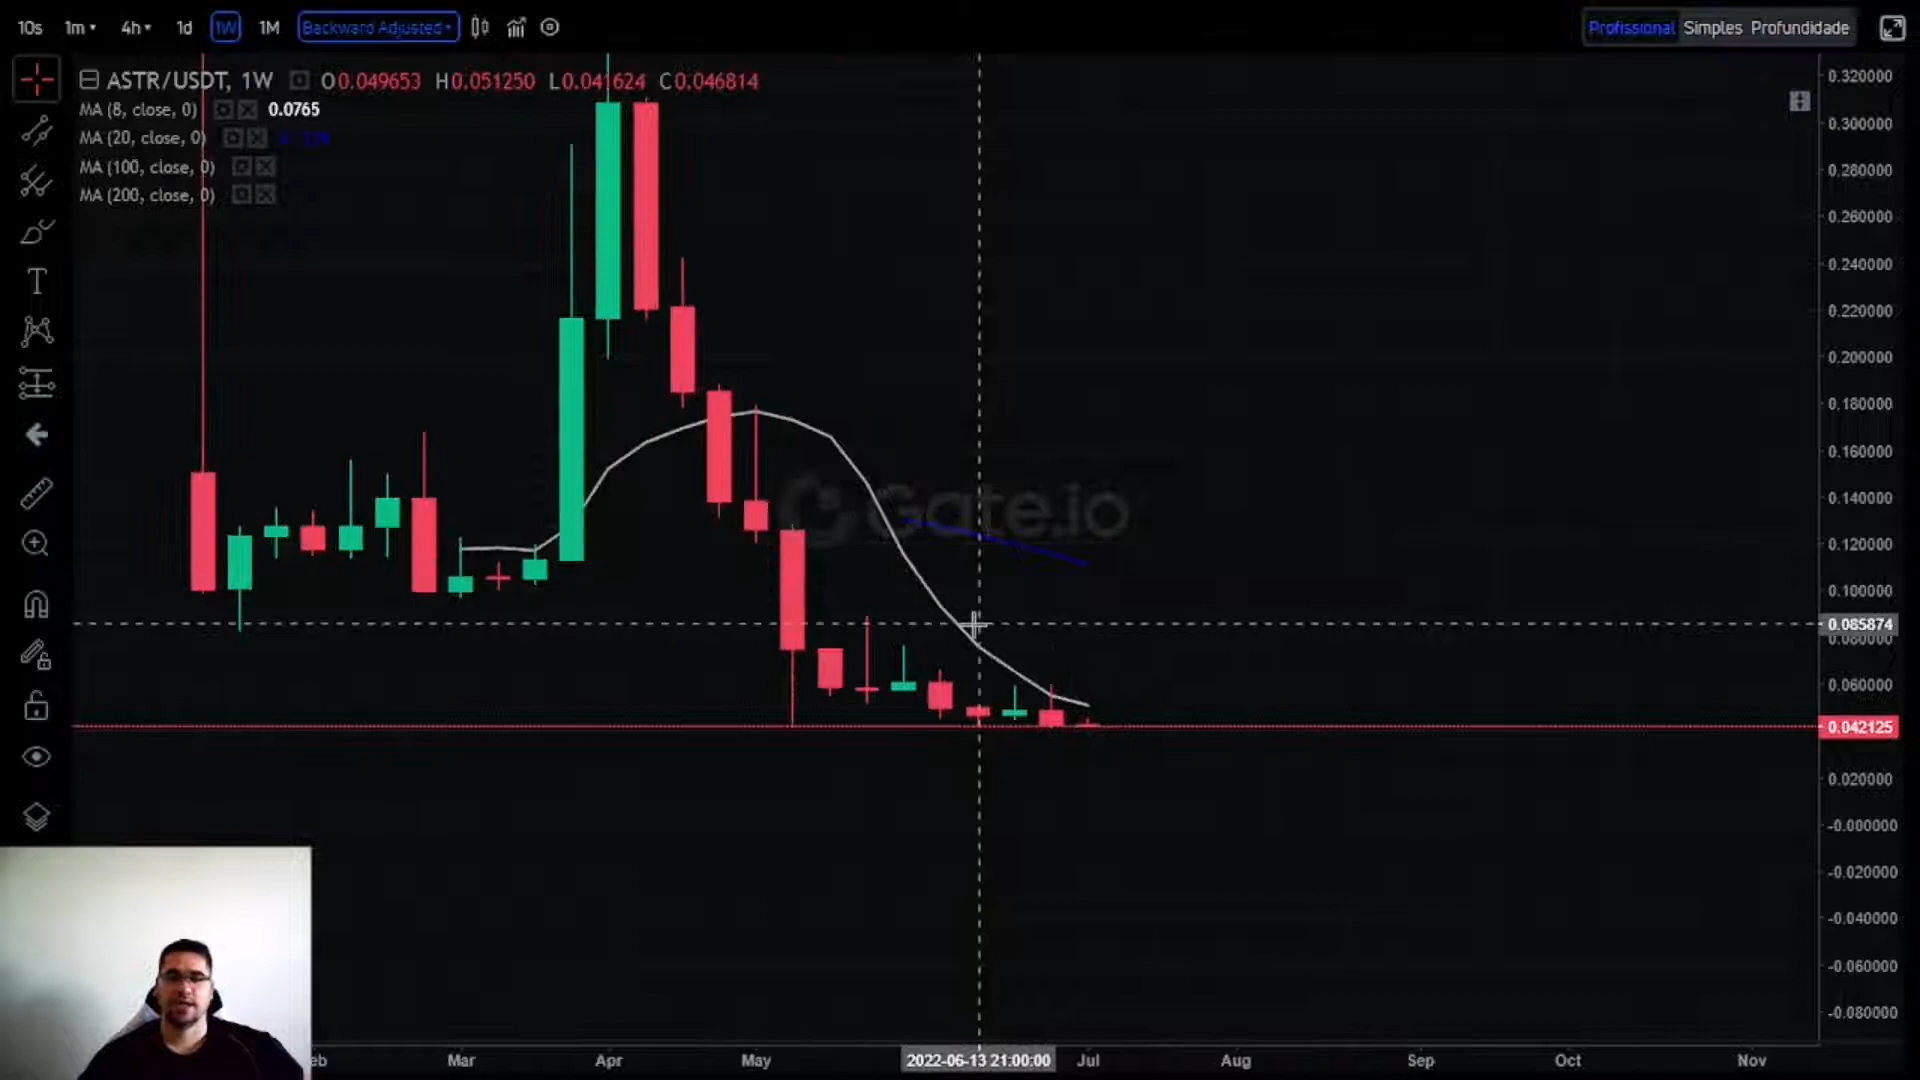 10s 1m 4h 1d 1W 1M Backward Adjusted Profissional Simples Profundidade
ASTR/USDT, 1W O0.049653 H0.051250 L0.041624 C0.046814
MA (8, close, 0) 0.0765
MA (20, close, 0)
MA (100, close, 0)
MA (200, close, 0)
T
Gate.io
0.320000
0.300000
0.280000
0.260000
0.240000
0.220000
0.200000
0.180000
0.160000
0.140000
0.120000
0.100000
0.085874
0.080000
0.060000
0.042125
0.020000
-0.000000
-0.020000
-0.040000
-0.060000
-0.080000
eb Mar Apr May 2022-06-13 21:00:00 Jul Aug Sep Oct Nov